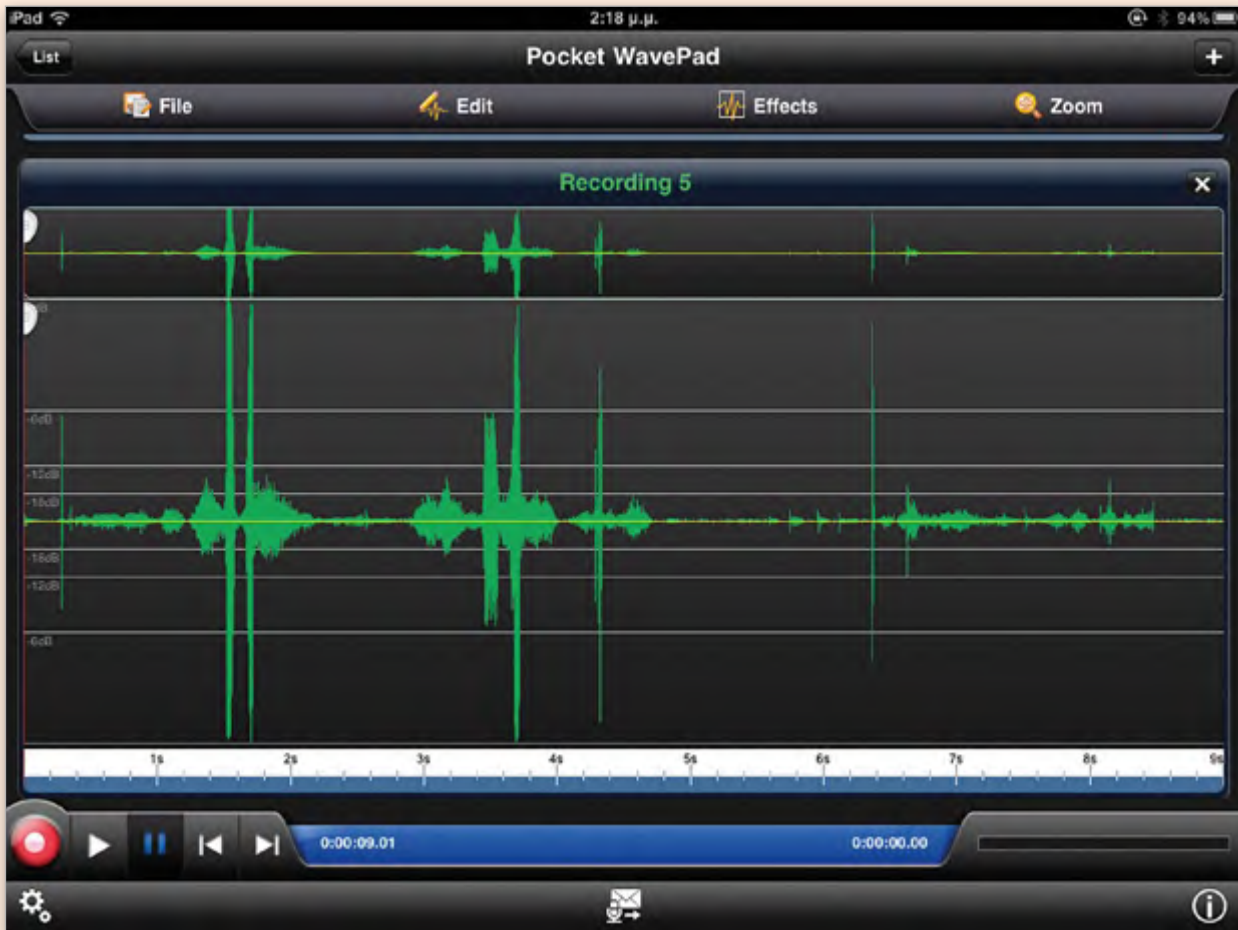 iPad 2:18 μ.μ. 94%
List Pocket WavePad +
File Edit Effects Zoom
Recording 5
-6dB
-12dB
-18dB
-18dB
-12dB
-6dB
1s 2s 3s 4s 5s 6s 7s 8s 9s
0:00:09.01 0:00:00.00